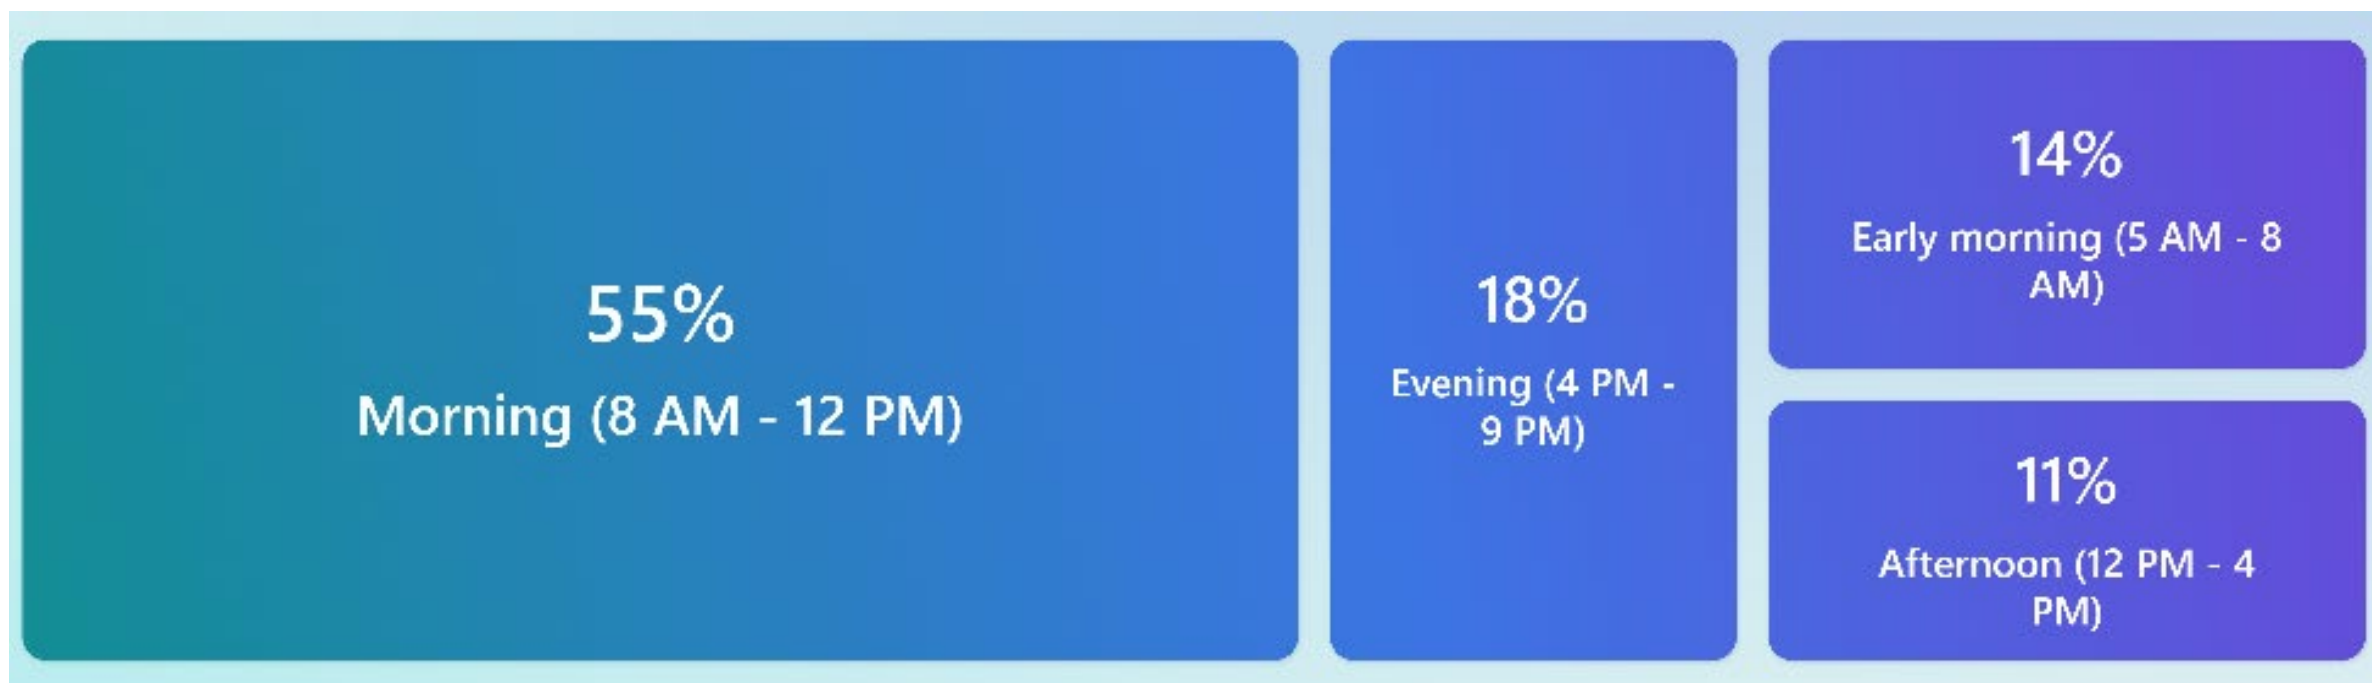 55%
Morning (8 AM - 12 PM)
18%
Evening (4 PM -
9 PM)
14%
Early morning (5 AM - 8
AM)
11%
Afternoon (12 PM - 4
PM)